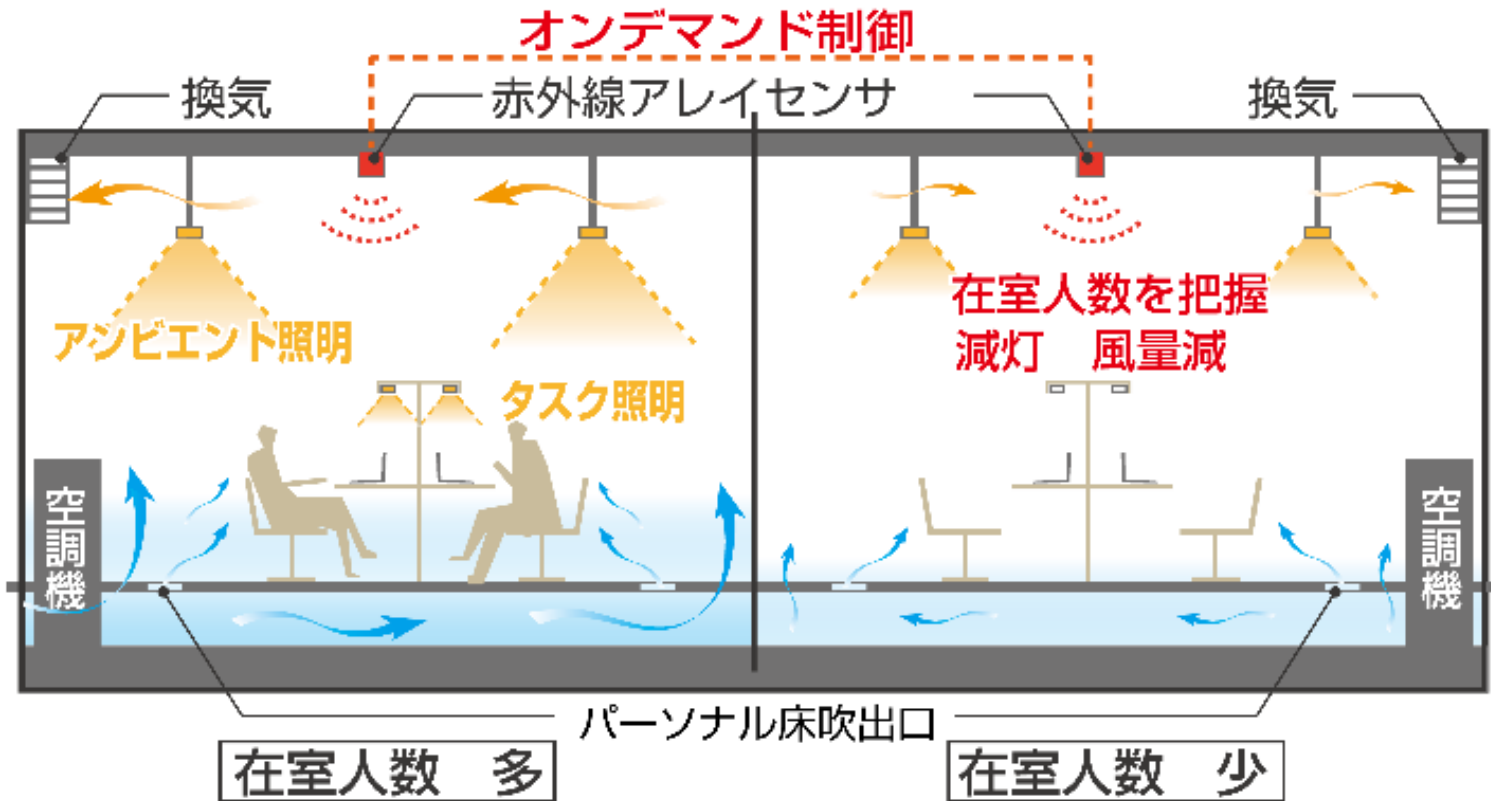 オンデマンド制御
換気
赤外線アレイセンサ
換気
在室人数を把握
減灯　風量減
アンビエンド照明
タスク照明
空調機
空調機
パーソナル床吹出口
在室人数　多
在室人数　少